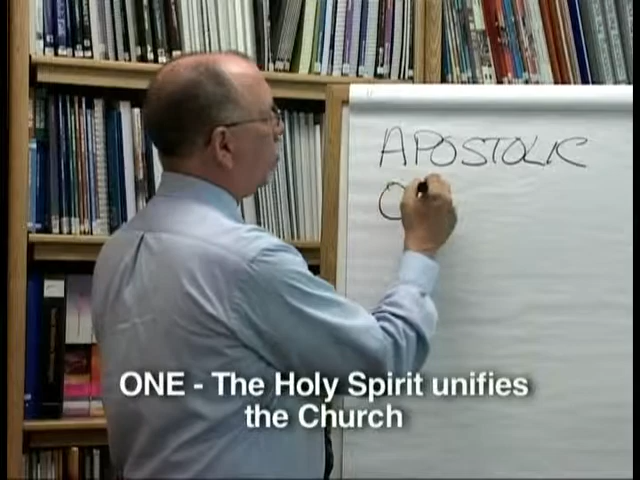 APOSTOLIC
O
ONE - The Holy Spirit unifies
the Church